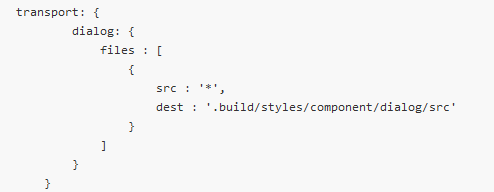 transport: {
dialog: {
files : [
{
src : '*',
dest : '.build/styles/component/dialog/src'
}
]
}
}